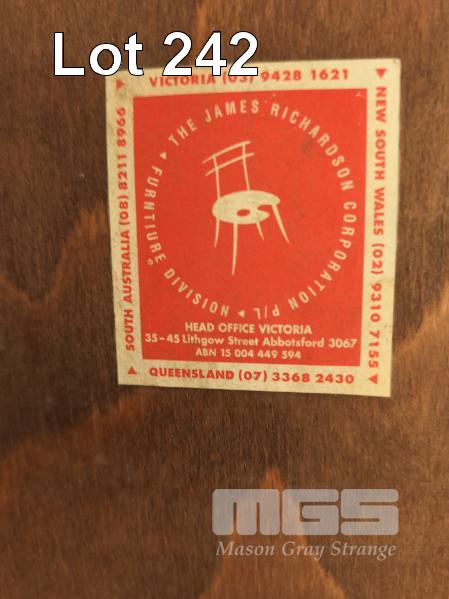 Lot 242
VICTORIA (03) 9428 1621
NEW SOUTH WALES (02) 9310 7155
SOUTH AUSTRALIA (08) 8211 8966
THE JAMES RICHARDSON CORPORATION P/L
FURNTIURE DIAVISION
HEAD OFFICE VICTORIA
35-45 Lithgow Street Abbotsford 3067
ABN 15 004 449 594
QUEENSLAND (07) 3368 2430
MGS
Mason Gray Strange